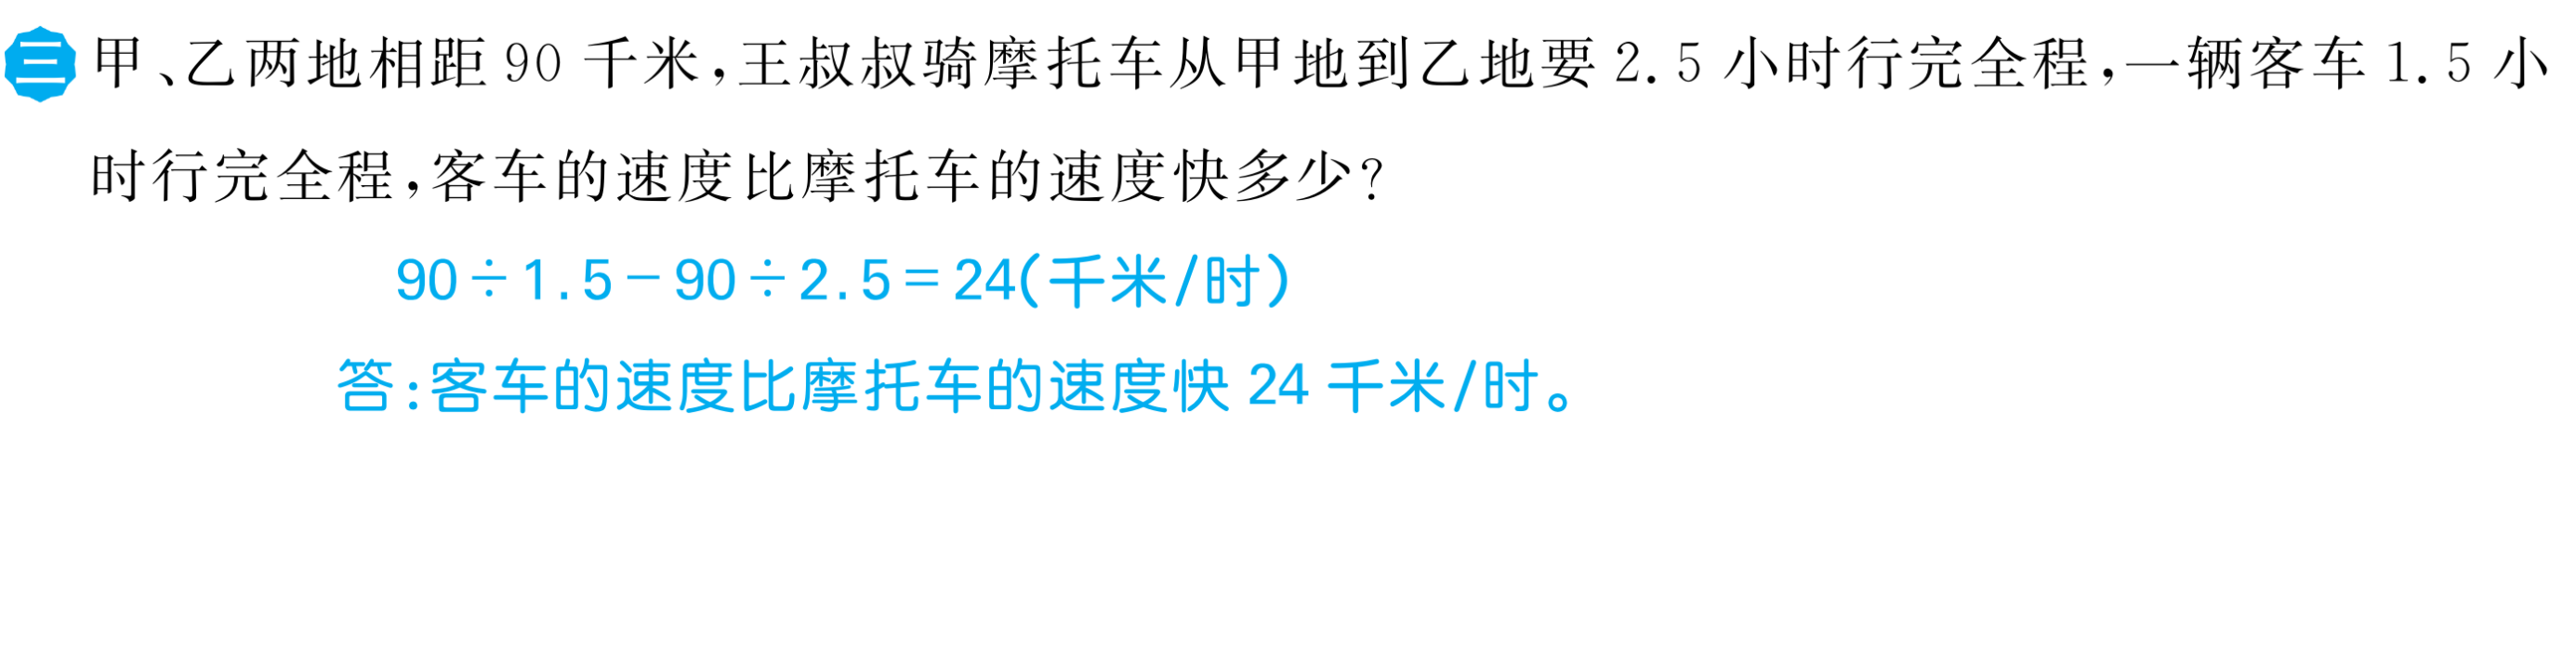 三 甲、乙两地相距 90 千米,王叔叔骑摩托车从甲地到乙地要 2.5 小时行完全程,一辆客车 1.5 小
时行完全程,客车的速度比摩托车的速度快多少?
90÷1.5-90÷2.5=24(千米/时)
答:客车的速度比摩托车的速度快 24 千米/时。